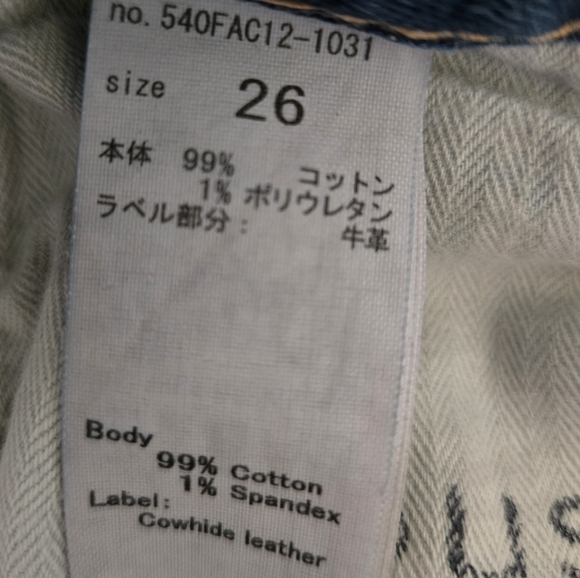 no. 540FAC12-1031
size 26
本体 99% コットン
1% ポリウレタン
ラベル部分: 牛革
Body
99% Cotton
1% Spandex
Label:
Cowhide leather
US